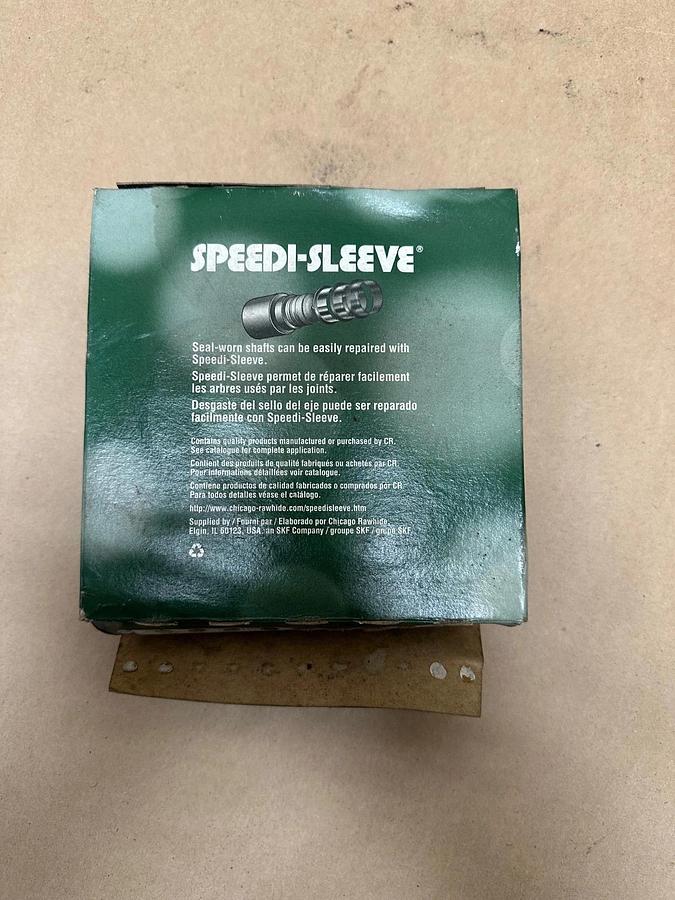 SPEEDI-SLEEVE®
Seal-worn shafts can be easily repaired with
Speedi-Sleeve.
Speedi-Sleeve permet de réparer facilement
les arbres usés par les joints.
Desgaste del sello del eje puede ser reparado
facilmente con Speedi-Sleeve.
Contains quality products manufactured or purchased by CR.
See catalogue for complete application.
Contient des produits de qualité fabriqués ou achetés par CR.
Pour informations détaillées voir catalogue.
Contiene productos de calidad fabricados o comprados por CR.
Para todos detalles véase el catálogo.
http://www.chicago-rawhide.com/speedisleeve.htm
Supplied by / Fourni par / Elaborado por Chicago Rawhide,
Elgin, IL 60123, USA. an SKF Company / groupe SKF / grupo SKF